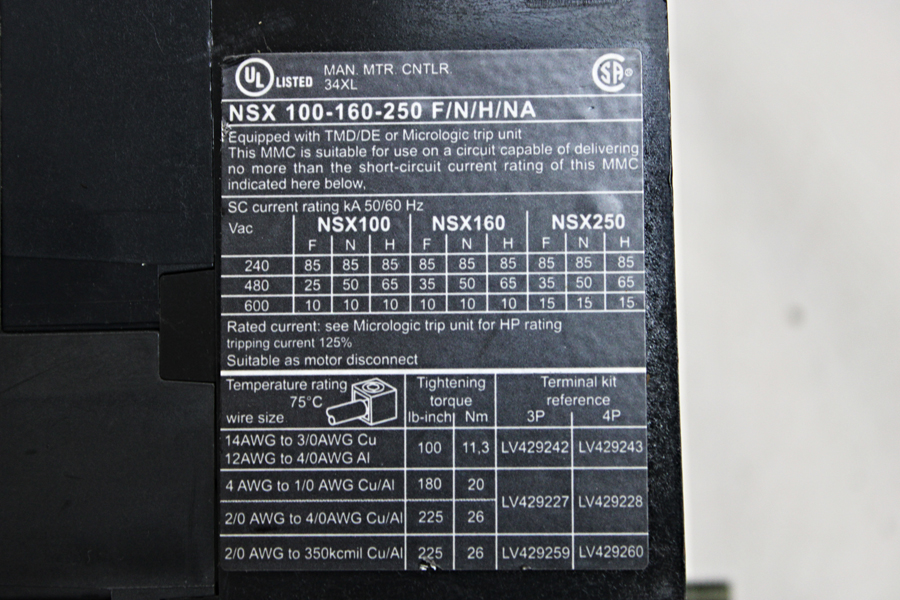 UL LISTED MAN. MTR. CNTLR.
34XL
SA®
NSX 100-160-250 F/N/H/NA
Equipped with TMD/DE or Micrologic trip unit
This MMC is suitable for use on a circuit capable of delivering
no more than the short-circuit current rating of this MMC
indicated here below,
SC current rating kA 50/60 Hz
Vac NSX100 NSX160 NSX250
F N H F N H F N H
240 85 85 85 85 85 85 85 85 85
480 25 50 65 35 50 65 35 50 65
600 10 10 10 10 10 10 15 15 15
Rated current: see Micrologic trip unit for HP rating
tripping current 125%
Suitable as motor disconnect
Temperature rating Tightening Terminal kit
75°C torque reference
wire size lb-inch Nm 3P 4P
14AWG to 3/0AWG Cu
12AWG to 4/0AWG Al 100 11,3 LV429242 LV429243
4 AWG to 1/0 AWG Cu/Al 180 20
LV429227 LV429228
2/0 AWG to 4/0AWG Cu/Al 225 26
2/0 AWG to 350kcmil Cu/Al 225 26 LV429259 LV429260